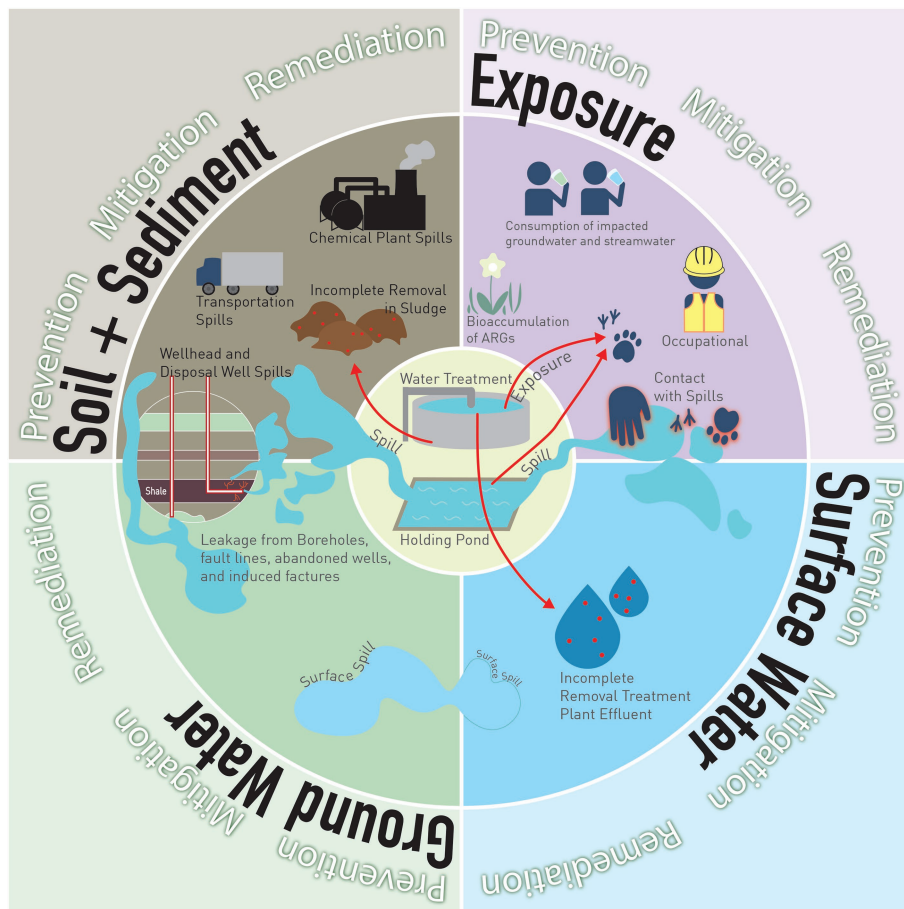 Soil + Sediment
Prevention
Mitigation
Remediation
Chemical Plant Spills
Transportation
Spills
Incomplete Removal
in Sludge
Wellhead and
Disposal Well Spills
Exposure
Prevention
Mitigation
Remediation
Consumption of impacted
groundwater and streamwater
Bioaccumulation
of ARGs
Occupational
Contact
with Spills
Water Treatment
Exposure
Spill
Spill
Holding Pond
Shale
Leakage from Boreholes,
fault lines, abandoned wells,
and induced factures
Surface Spill
Ground Water
Remediation
Mitigation
Prevention
Surface Spill
Incomplete
Removal Treatment
Plant Effluent
Surface Water
Prevention
Mitigation
Remediation